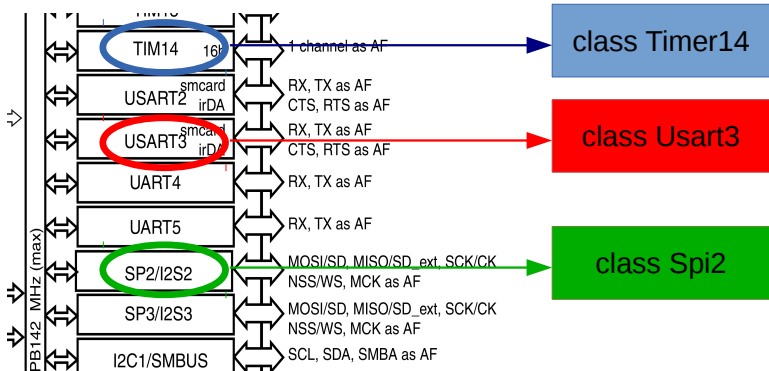 TIM14
16b
1 channel as AF
class Timer14
USART2
smcard
irDA
RX, TX as AF
CTS, RTS as AF
USART3
smcard
irDA
RX, TX as AF
CTS, RTS as AF
class Usart3
UART4
RX, TX as AF
UART5
RX, TX as AF
SP2/I2S2
MOSI/SD, MISO/SD_ext, SCK/CK
NSS/WS, MCK as AF
class Spi2
SP3/I2S3
MOSI/SD, MISO/SD_ext, SCK/CK
NSS/WS, MCK as AF
I2C1/SMBUS
SCL, SDA, SMBA as AF
PB142 MHz (max)